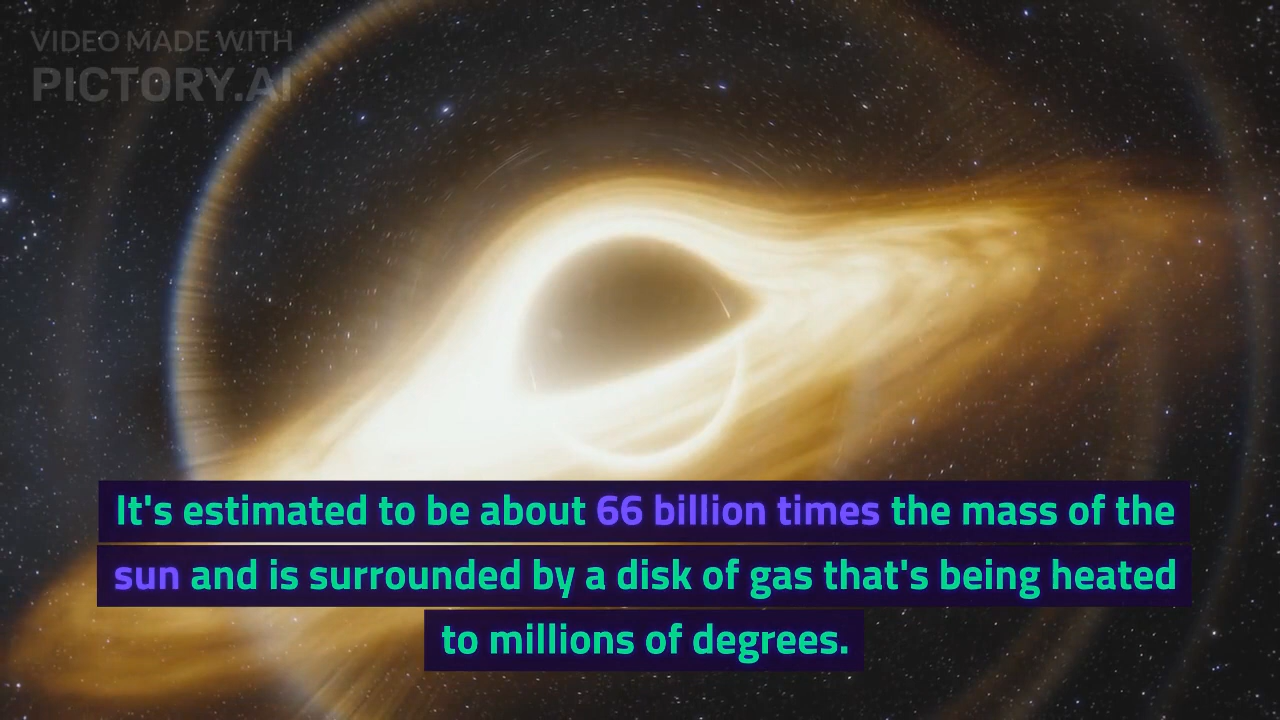 VIDEO MADE WITH
PICTORY.AI
It's estimated to be about 66 billion times the mass of the
sun and is surrounded by a disk of gas that's being heated
to millions of degrees.